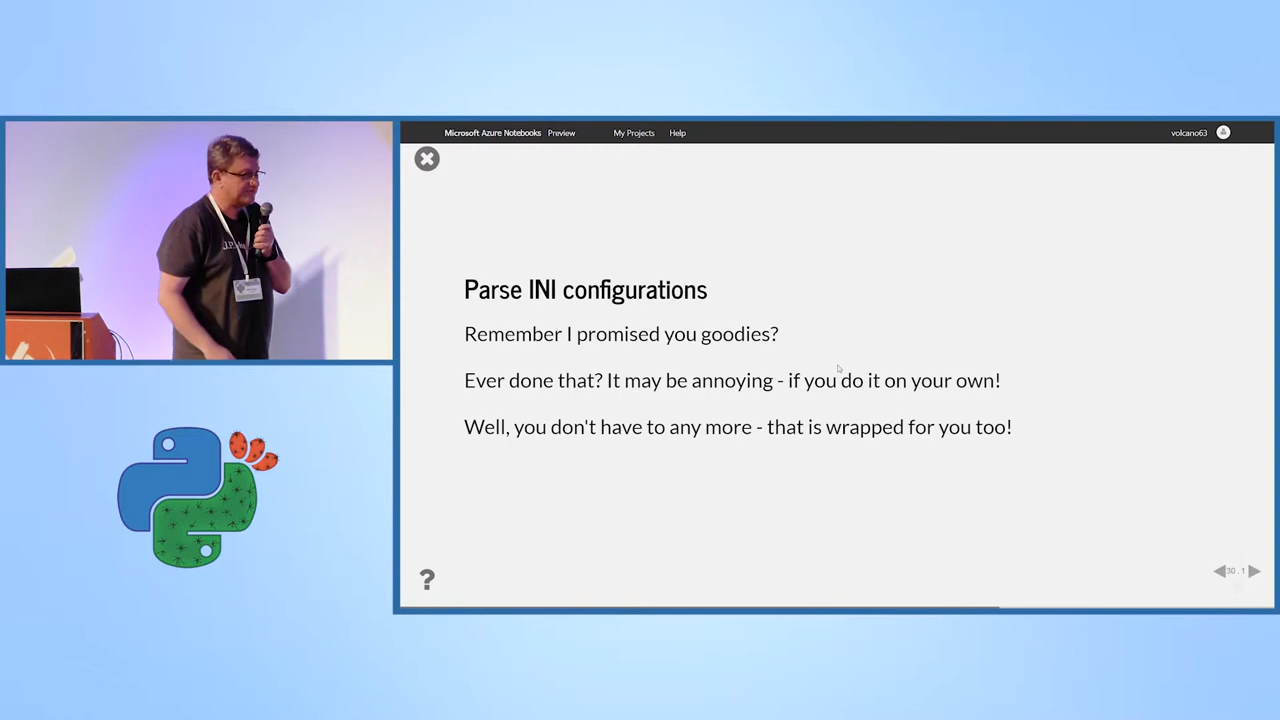 Microsoft Azure Notebooks Preview My Projects Help volcano63
Parse INI configurations
Remember I promised you goodies?
Ever done that? It may be annoying - if you do it on your own!
Well, you don't have to any more - that is wrapped for you too!
?
30.1
J.P.